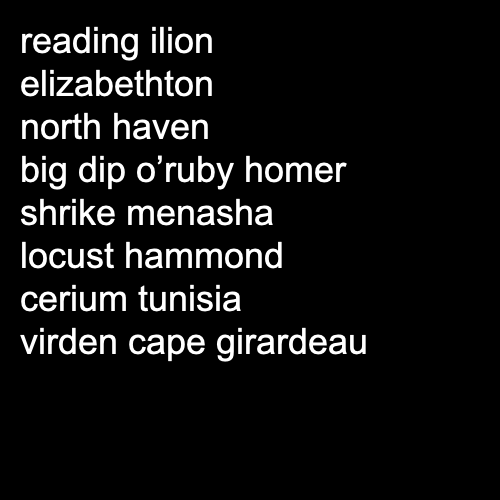 reading ilion
elizabethton
north haven
big dip o’ruby homer
shrike menasha
locust hammond
cerium tunisia
virden cape girardeau